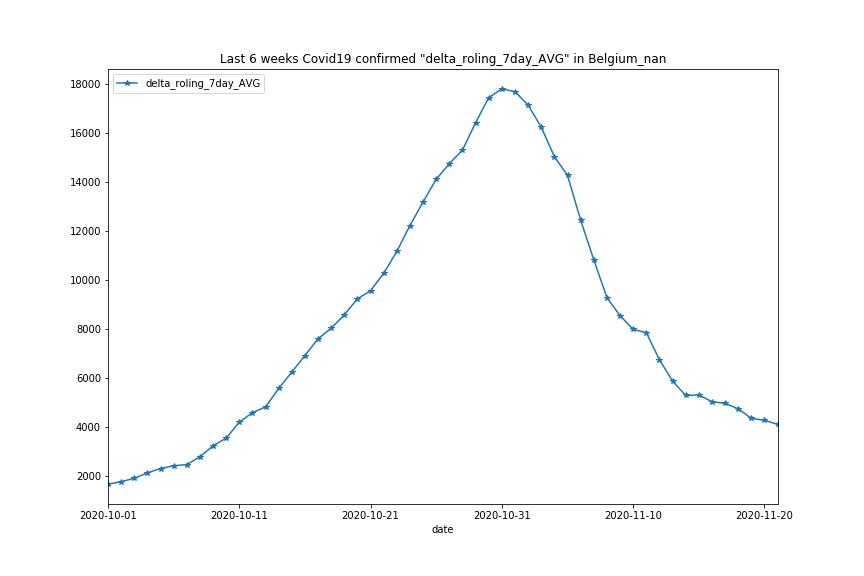 Last 6 weeks Covid19 confirmed "delta_roling_7day_AVG" in Belgium_nan
delta_roling_7day_AVG
18000
16000
14000
12000
10000
8000
6000
4000
2000
2020-10-01 2020-10-11 2020-10-21 2020-10-31 2020-11-10 2020-11-20
date